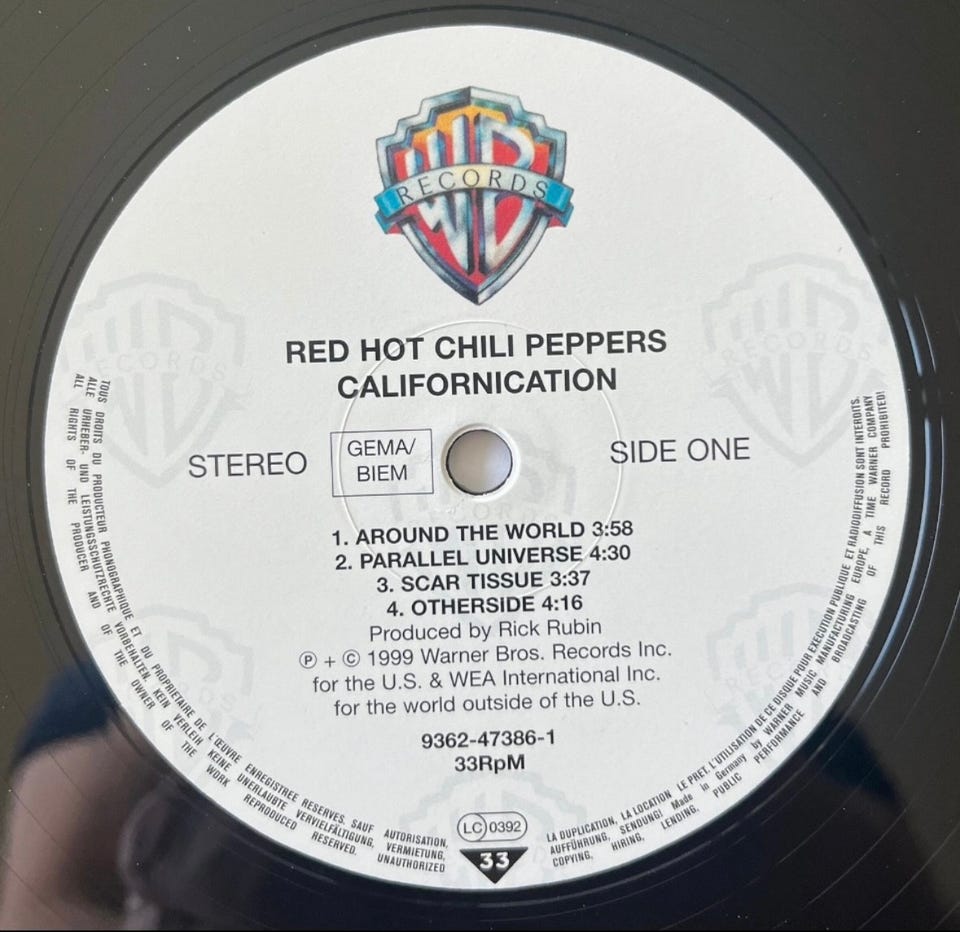 WB
RECORDS
RED HOT CHILI PEPPERS
CALIFORNICATION
STEREO
GEMA/
BIEM
SIDE ONE
1. AROUND THE WORLD 3:58
2. PARALLEL UNIVERSE 4:30
3. SCAR TISSUE 3:37
4. OTHERSIDE 4:16
Produced by Rick Rubin
℗ + © 1999 Warner Bros. Records Inc.
for the U.S. & WEA International Inc.
for the world outside of the U.S.
9362-47386-1
33RpM
LC 0392
33
TOUS DROITS DU PRODUCTEUR PHONOGRAPHIQUE ET DU PROPRIETAIRE DE L'ŒUVRE ENREGISTREE RESERVES. SAUF AUTORISATION, LA DUPLICATION, LA LOCATION LE PRET, L'UTILISATION DE CE DISQUE POUR EXECUTION PUBLIQUE ET RADIODIFFUSION SONT INTERDITS.
ALLE URHEBER- UND LEISTUNGSSCHUTZRECHTE VORBEHALTEN. KEIN VERLEIH KEINE UNERLAUBTE VERVIELFÄLTIGUNG, VERMIETUNG, AUFFÜHRUNG, SENDUNG! Made in Germany by WARNER MUSIC MANUFACTURING EUROPE, A TIME WARNER COMPANY
ALL RIGHTS OF THE PRODUCER AND OF THE OWNER OF THE WORK REPRODUCED RESERVED. UNAUTHORIZED COPYING, HIRING, LENDING, PUBLIC PERFORMANCE AND BROADCASTING OF THIS RECORD PROHIBITED!